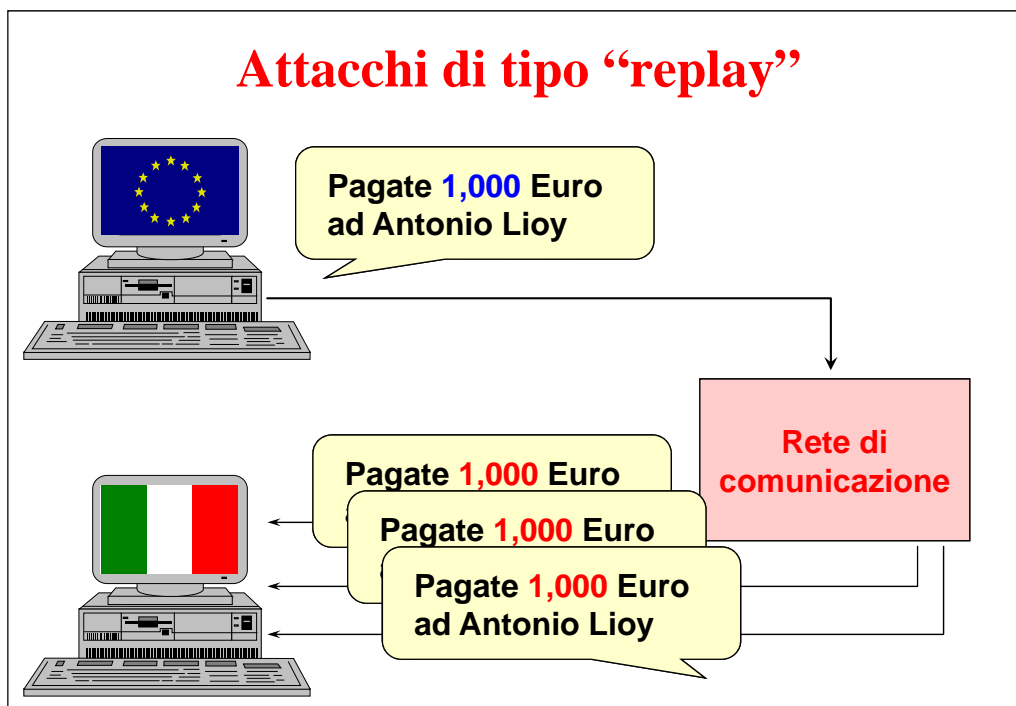 Attacchi di tipo “replay”
Pagate 1,000 Euro
ad Antonio Lioy
Rete di
comunicazione
Pagate 1,000 Euro
Pagate 1,000 Euro
Pagate 1,000 Euro
ad Antonio Lioy